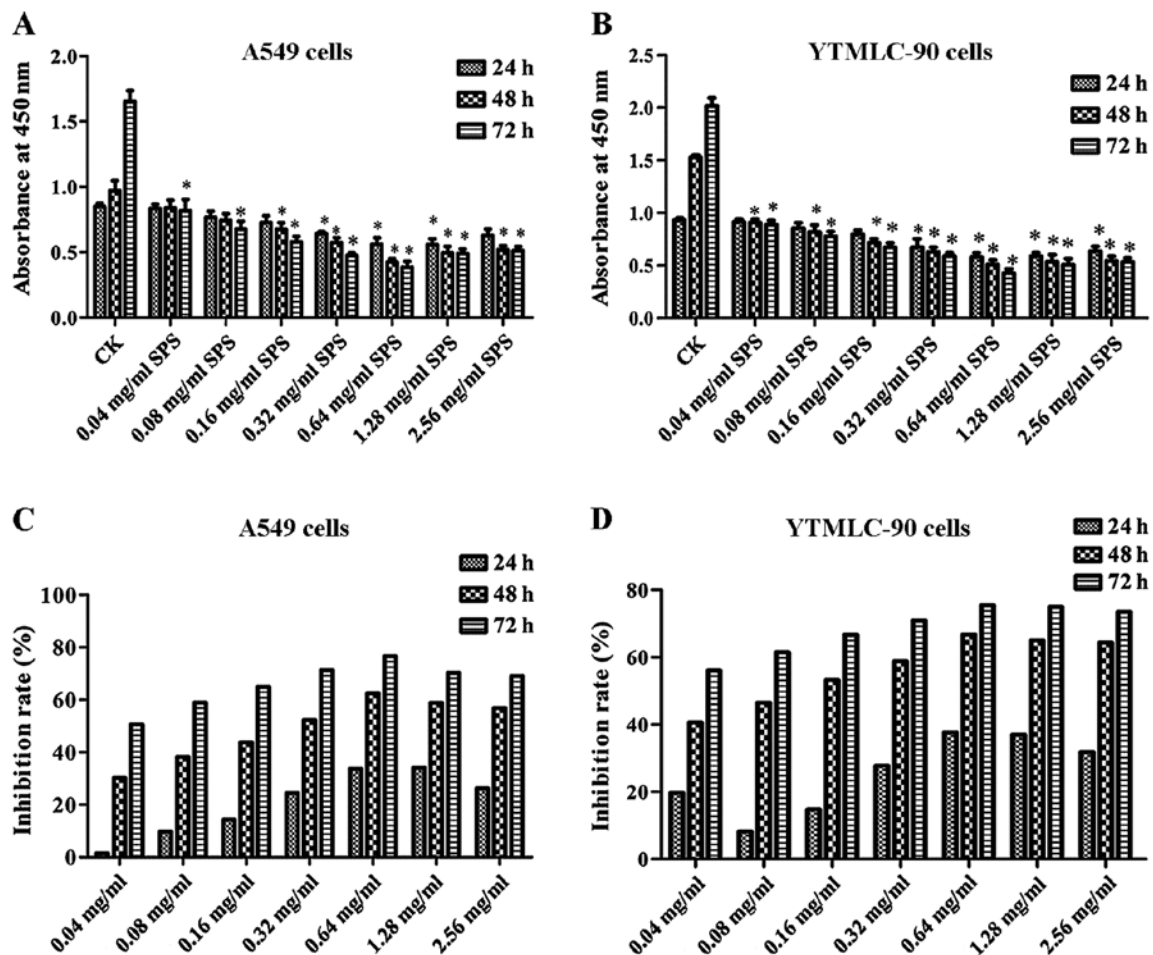 A
A549 cells
24 h
48 h
72 h
Absorbance at 450 nm
2.0
1.5
1.0
0.5
0.0
* * * * * * * * * * * * * * *
CK
0.04 mg/ml SPS
0.08 mg/ml SPS
0.16 mg/ml SPS
0.32 mg/ml SPS
0.64 mg/ml SPS
1.28 mg/ml SPS
2.56 mg/ml SPS
B
YTMLC-90 cells
24 h
48 h
72 h
Absorbance at 450 nm
2.5
2.0
1.5
1.0
0.5
0.0
* * * * * * * * * * * * * * * * * *
CK
0.04 mg/ml SPS
0.08 mg/ml SPS
0.16 mg/ml SPS
0.32 mg/ml SPS
0.64 mg/ml SPS
1.28 mg/ml SPS
2.56 mg/ml SPS
C
A549 cells
24 h
48 h
72 h
Inhibition rate (%)
100
80
60
40
20
0
0.04 mg/ml
0.08 mg/ml
0.16 mg/ml
0.32 mg/ml
0.64 mg/ml
1.28 mg/ml
2.56 mg/ml
D
YTMLC-90 cells
24 h
48 h
72 h
Inhibition rate (%)
80
60
40
20
0
0.04 mg/ml
0.08 mg/ml
0.16 mg/ml
0.32 mg/ml
0.64 mg/ml
1.28 mg/ml
2.56 mg/ml